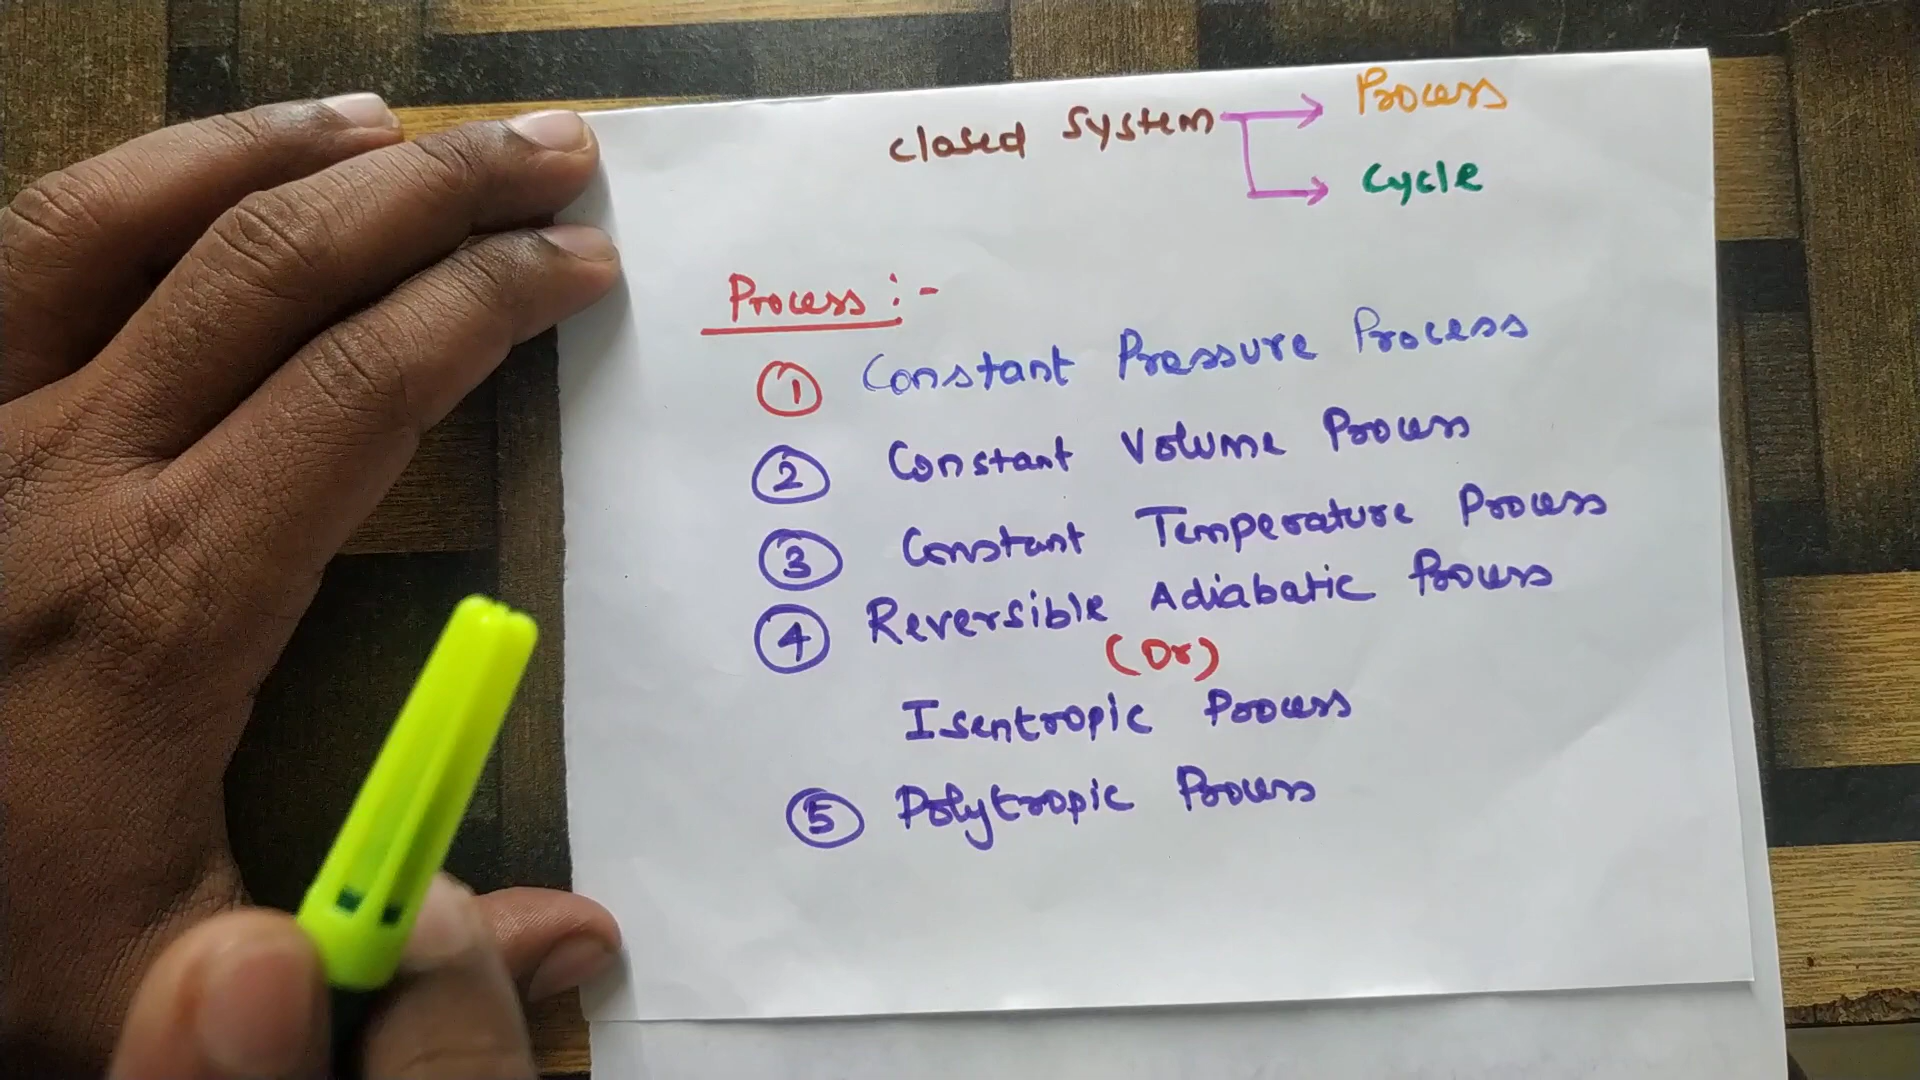 Closed System → Process
→ Cycle
Process :-
① Constant Pressure Process
② Constant Volume Process
③ Constant Temperature Process
④ Reversible Adiabatic Process
(Or)
Isentropic Process
⑤ Polytropic Process